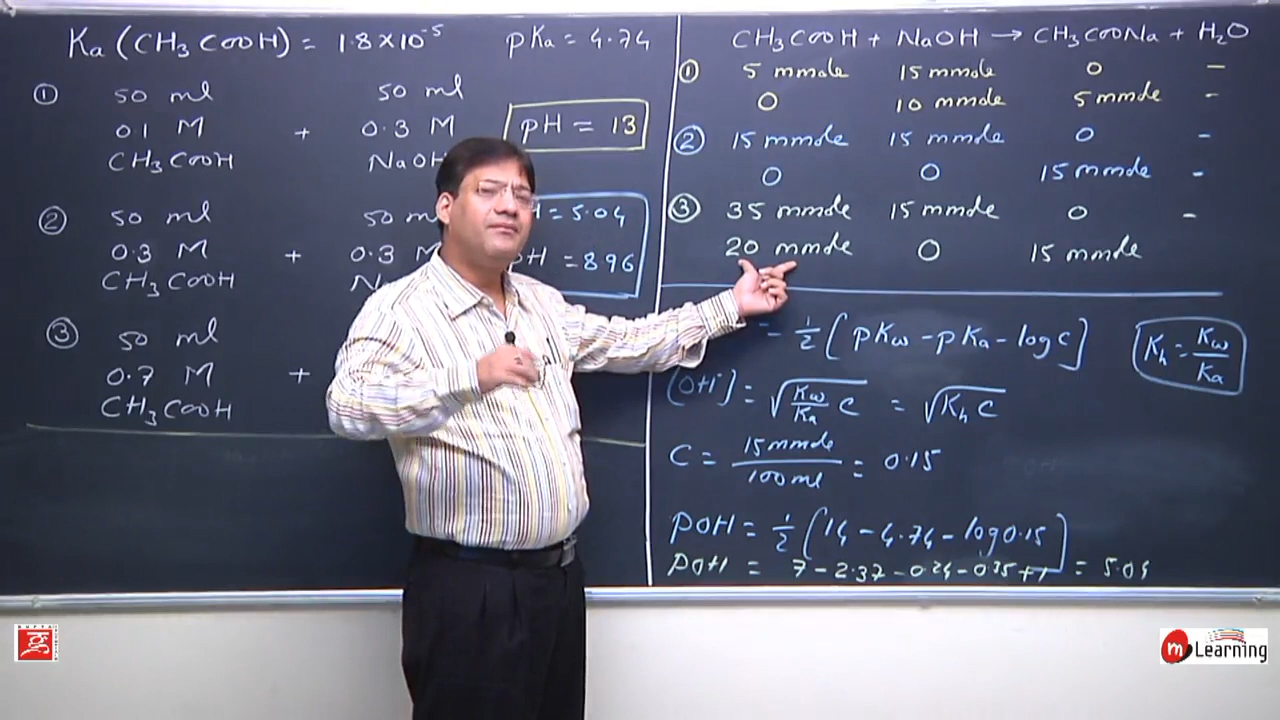 Ka (CH3COOH) = 1.8×10⁻⁵ pKa = 4.74
① 50 ml 50 ml
0.1 M + 0.3 M
CH3COOH NaOH
pH = 13
② 50 ml 50 m
0.3 M + 0.3 M
CH3COOH
= 5.04
= 8.96
③ 50 ml
0.7 M +
CH3COOH
CH3COOH + NaOH → CH3COONa + H2O
① 5 mmole 15 mmole 0 –
0 10 mmole 5 mmole –
② 15 mmole 15 mmole 0 –
0 0 15 mmole –
③ 35 mmole 15 mmole 0 –
20 mmole 0 15 mmole
= 1/2 [pKw – pKa – log C]
Kh = Kw/Ka
[OH⁻] = √(Kw/Ka C) = √(Kh C)
C = 15 mmole / 100 ml = 0.15
POH = 1/2 [14 – 4.74 – log 0.15]
POH = 7 – 2.37 – 0.24 – 0.35 + 1 = 5.04
GUPTA
m Learning